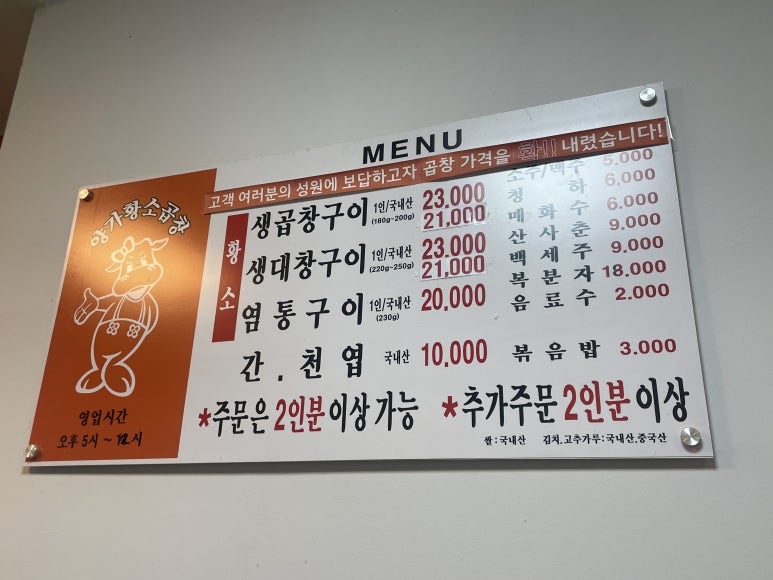 MENU
고객 여러분의 성원에 보답하고자 곱창 가격을 확!! 내렸습니다!
양가황소곱창
영업시간
오후 5시 ~ 12시
황소
생곱창구이 1인/국내산 (180g~200g) 23.000 21,000
생대창구이 1인/국내산 (220g~250g) 23.000 21,000
염통구이 1인/국내산 (230g) 20,000
간. 천엽 국내산 10,000
소주/맥주 5.000
청하 6.000
매화수 6.000
산사춘 9.000
백세주 9.000
복분자 18.000
음료수 2.000
볶음밥 3.000
*주문은 2인분 이상 가능 *추가주문 2인분 이상
쌀:국내산 김치.고추가루:국내산,중국산